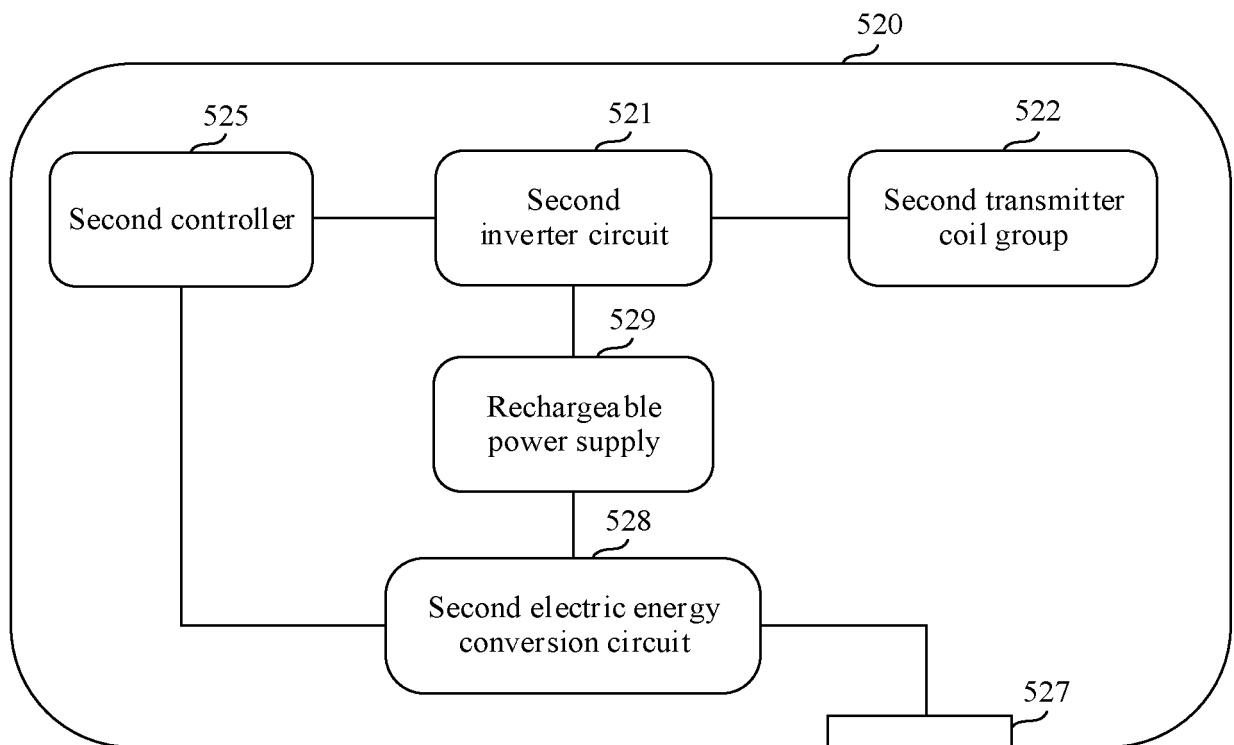 520
525
521
522
Second controller
Second
inverter circuit
Second transmitter
coil group
529
Rechargeable
power supply
528
Second electric energy
conversion circuit
527